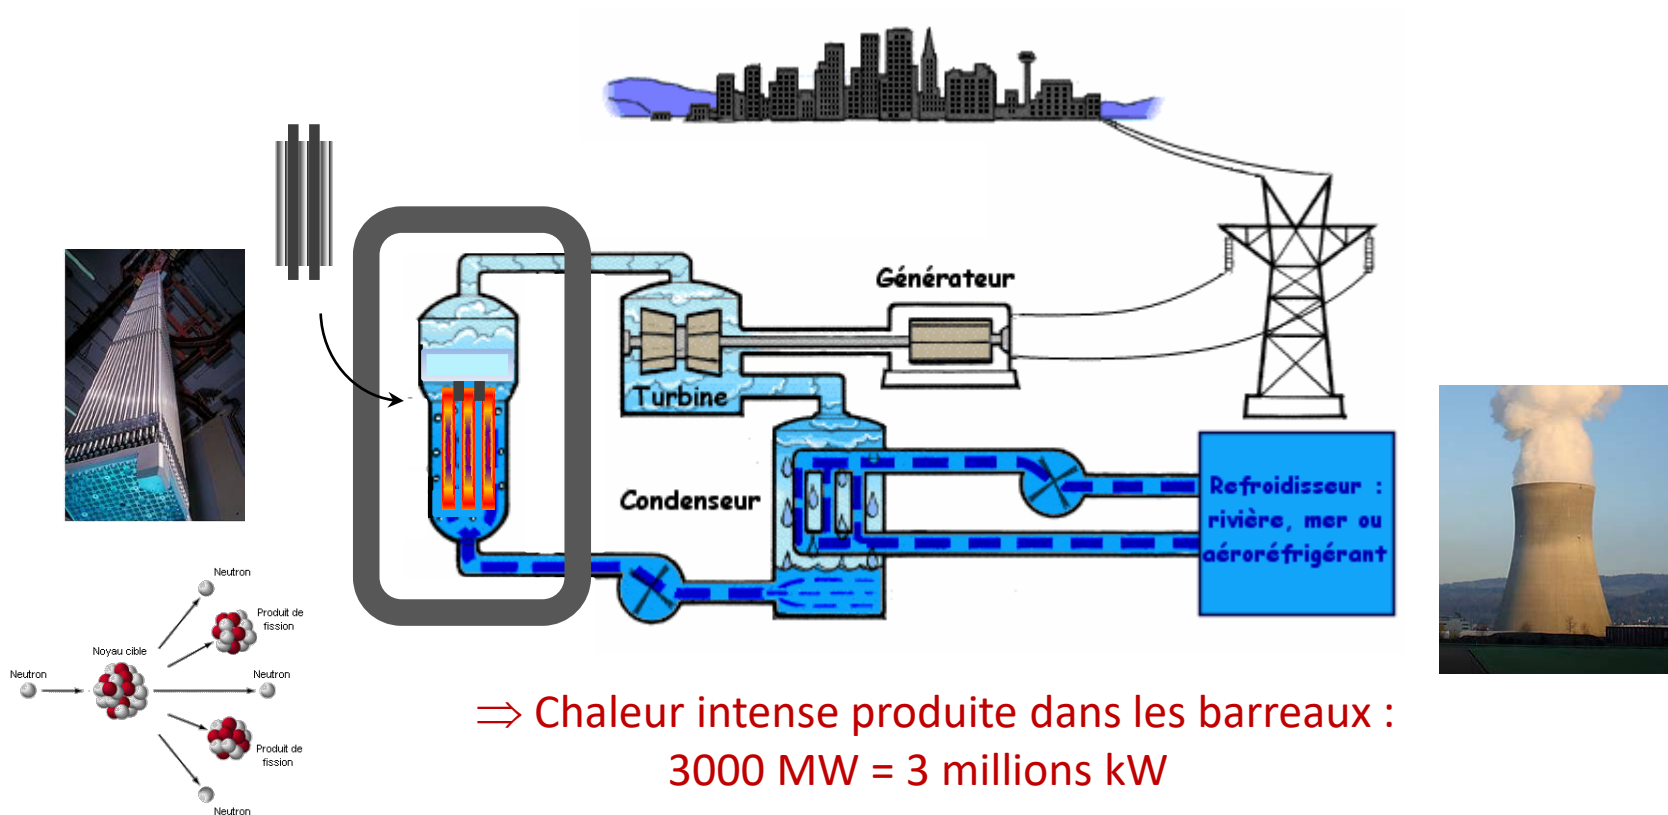 Générateur
Turbine
Condenseur
Refroidisseur :
rivière, mer ou
aéroréfrigérant
Neutron
Produit de
fission
Noyau cible
Neutron
Neutron
Produit de
fission
Neutron
⇒ Chaleur intense produite dans les barreaux :
3000 MW = 3 millions kW